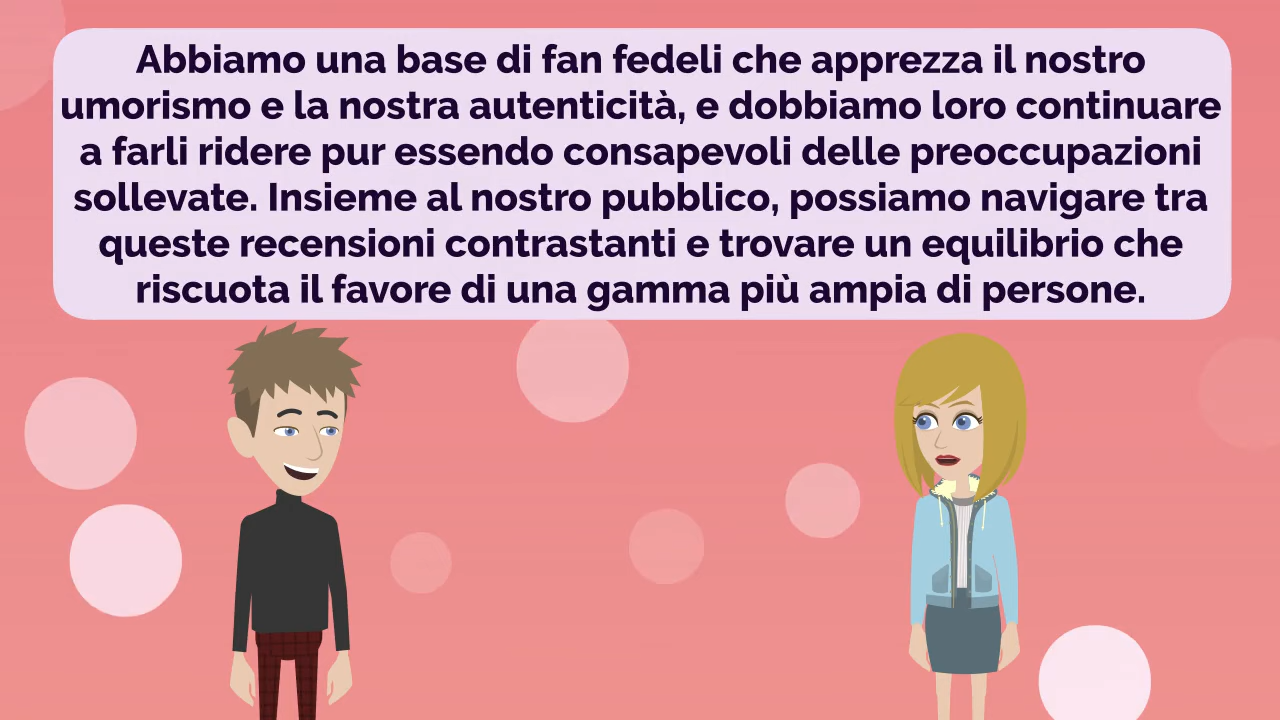 Abbiamo una base di fan fedeli che apprezza il nostro
umorismo e la nostra autenticità, e dobbiamo loro continuare
a farli ridere pur essendo consapevoli delle preoccupazioni
sollevate. Insieme al nostro pubblico, possiamo navigare tra
queste recensioni contrastanti e trovare un equilibrio che
riscuota il favore di una gamma più ampia di persone.